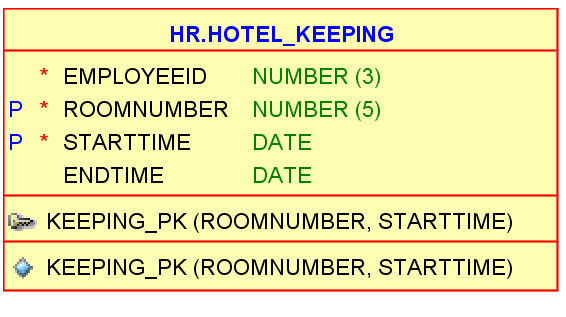 HR.HOTEL_KEEPING
* EMPLOYEEID NUMBER (3)
P * ROOMNUMBER NUMBER (5)
P * STARTTIME DATE
ENDTIME DATE
KEEPING_PK (ROOMNUMBER, STARTTIME)
KEEPING_PK (ROOMNUMBER, STARTTIME)